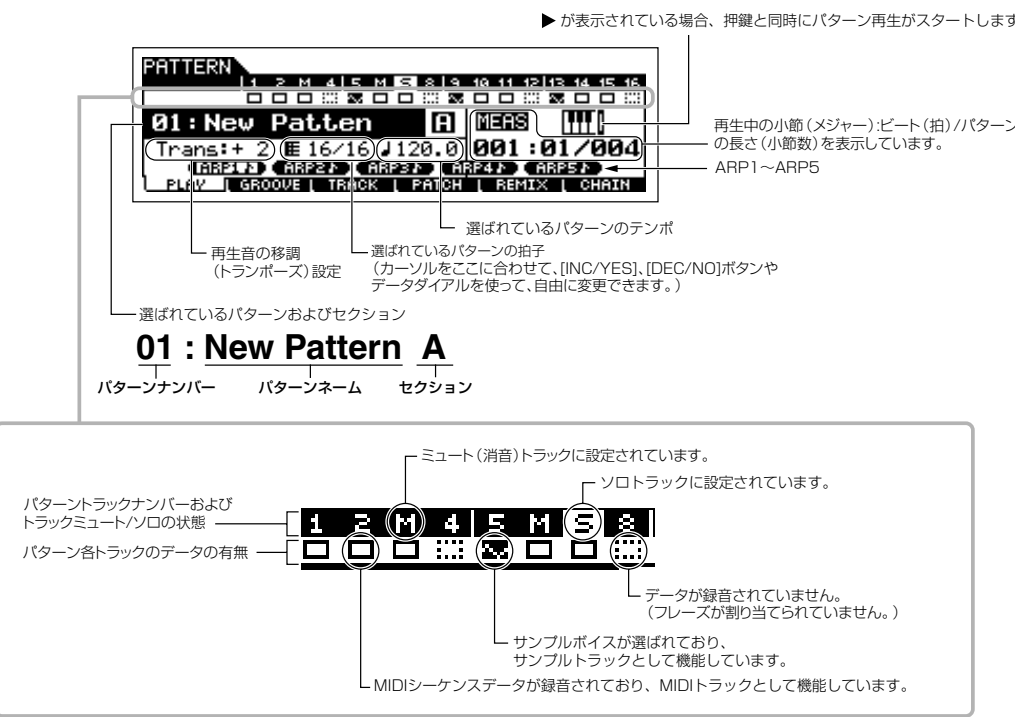 ▶ が表示されている場合、押鍵と同時にパターン再生がスタートします
PATTERN
1 2 M 4 5 M S 8 9 10 11 12 13 14 15 16
01:New Patten A MEAS
Trans:+ 2 16/16 ♩120.0 001:01/004
ARP1♪ ARP2♪ ARP3♪ ARP4♪ ARP5♪
PLAY GROOVE TRACK PATCH REMIX CHAIN
再生中の小節（メジャー）:ビート（拍）/パターン
の長さ（小節数）を表示しています。
ARP1～ARP5
選ばれているパターンのテンポ
再生音の移調
（トランポーズ）設定
選ばれているパターンの拍子
（カーソルをここに合わせて、[INC/YES]、[DEC/NO]ボタンや
データダイアルを使って、自由に変更できます。）
選ばれているパターンおよびセクション
01 : New Pattern A
パターンナンバー パターンネーム セクション
ミュート（消音）トラックに設定されています。
ソロトラックに設定されています。
パターントラックナンバーおよび
トラックミュート/ソロの状態
1 2 M 4 5 M S 8
パターン各トラックのデータの有無
データが録音されていません。
（フレーズが割り当てられていません。）
サンプルボイスが選ばれており、
サンプルトラックとして機能しています。
MIDIシーケンスデータが録音されており、MIDIトラックとして機能しています。